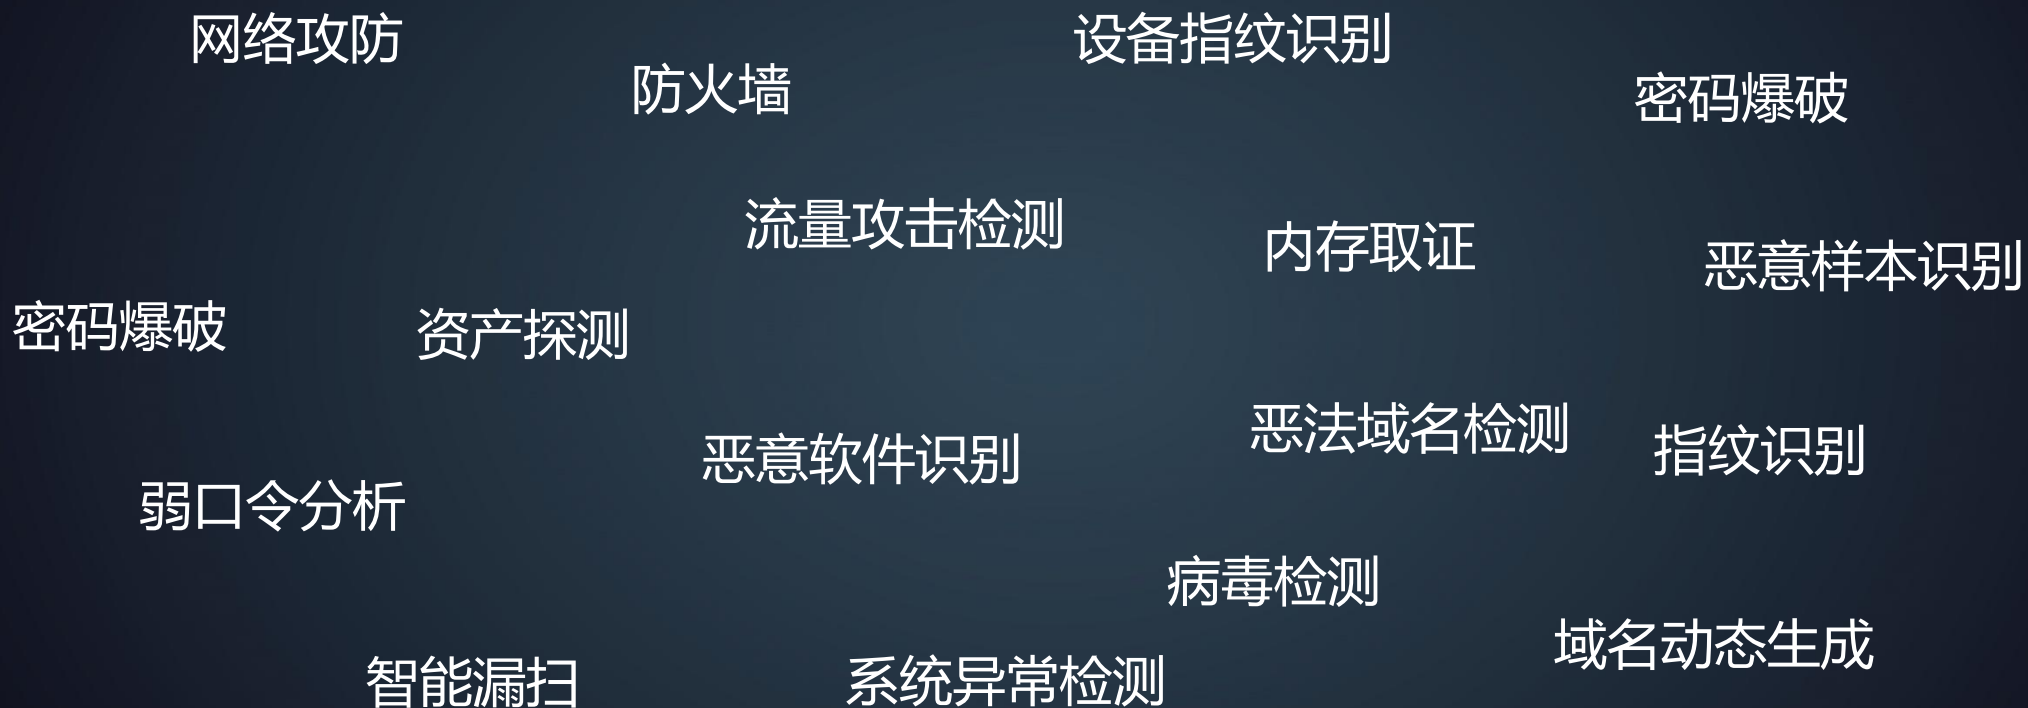 网络攻防
设备指纹识别
防火墙
密码爆破
流量攻击检测
内存取证
恶意样本识别
密码爆破
资产探测
恶法域名检测
指纹识别
恶意软件识别
弱口令分析
病毒检测
域名动态生成
智能漏扫
系统异常检测